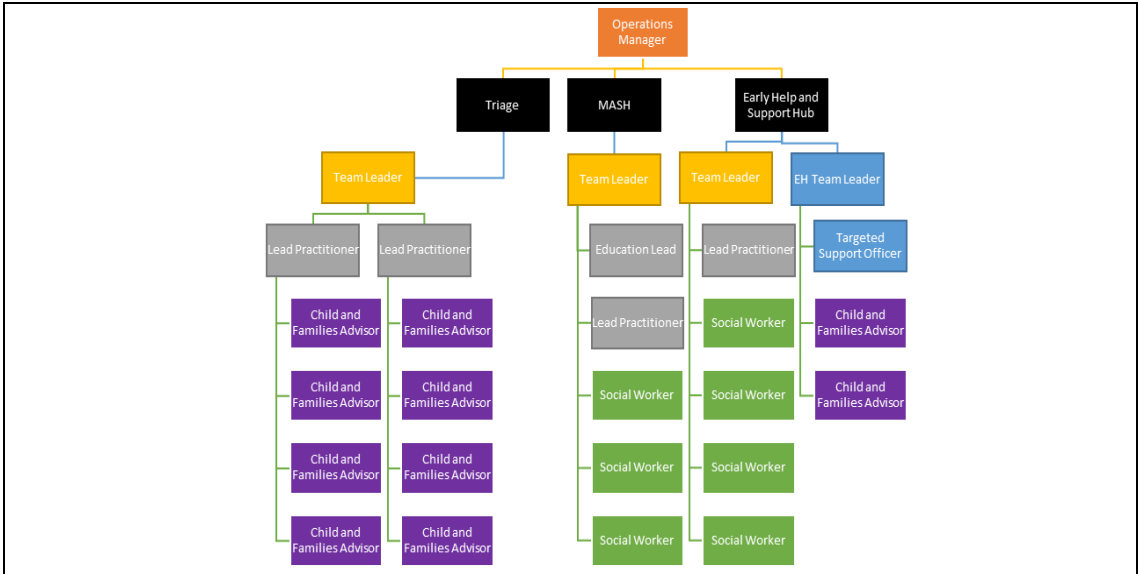 Operations
Manager
Triage
MASH
Early Help and
Support Hub
Team Leader
Team Leader
Team Leader
EH Team Leader
Lead Practitioner
Lead Practitioner
Education Lead
Lead Practitioner
Targeted
Support Officer
Child and
Families Advisor
Child and
Families Advisor
Lead Practitioner
Social Worker
Child and
Families Advisor
Child and
Families Advisor
Child and
Families Advisor
Social Worker
Social Worker
Child and
Families Advisor
Child and
Families Advisor
Child and
Families Advisor
Social Worker
Social Worker
Child and
Families Advisor
Child and
Families Advisor
Social Worker
Social Worker